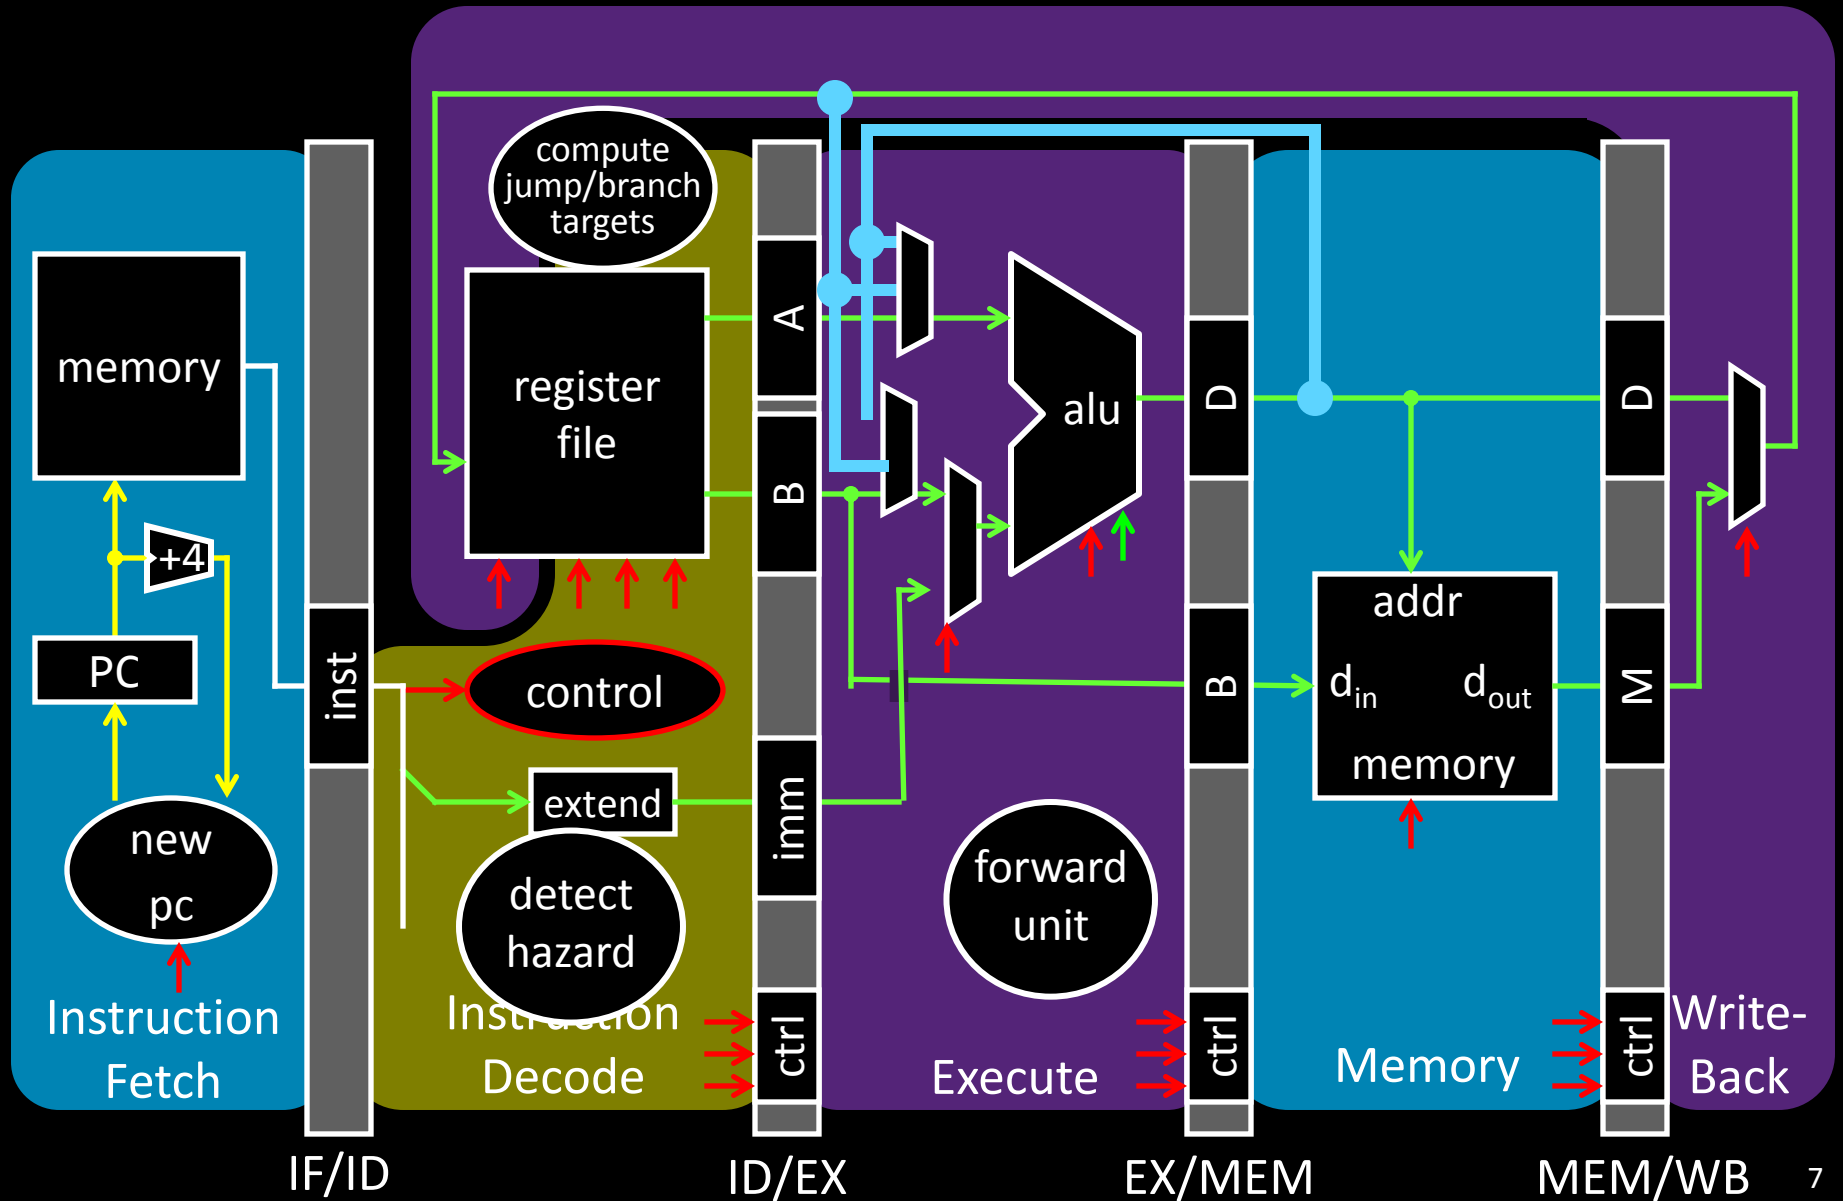 compute
jump/branch
targets
memory
register
file
A
B
alu
D
D
+4
PC
inst
control
extend
imm
B
addr
d_in
d_out
memory
M
new
pc
detect
hazard
forward
unit
Instruction
Fetch
Instruction
Decode
ctrl
Execute
ctrl
Memory
ctrl
Write-
Back
IF/ID
ID/EX
EX/MEM
MEM/WB
7